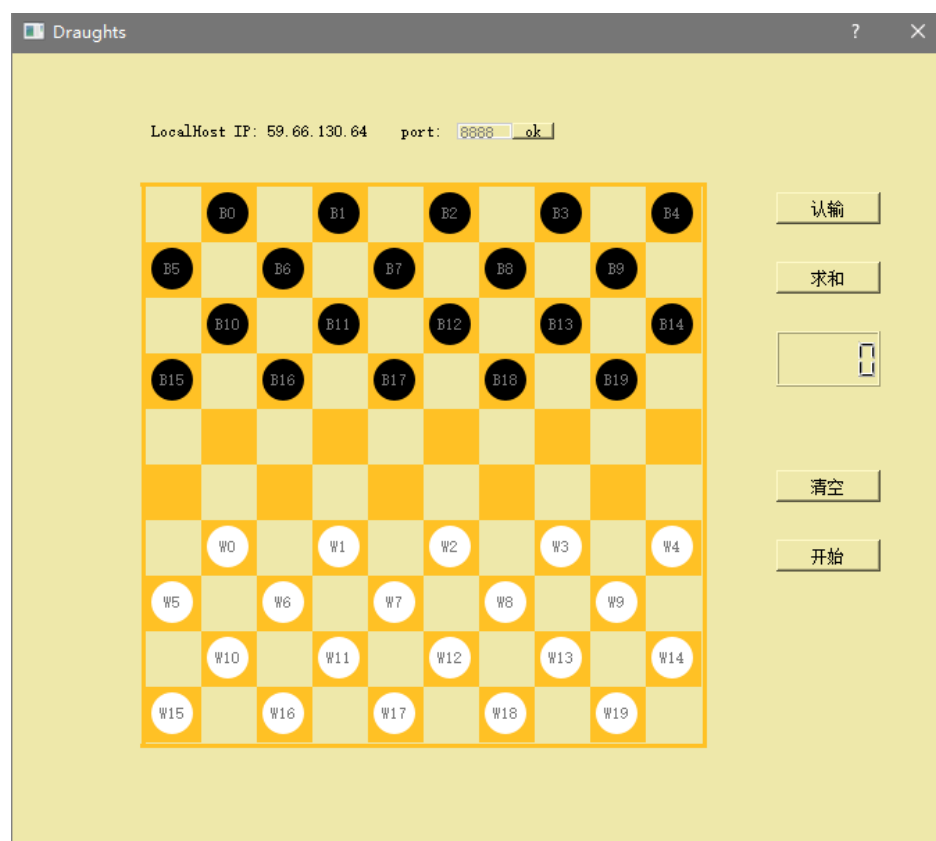 Draughts ?
LocalHost IP: 59.66.130.64 port: 8888 ok
B0 B1 B2 B3 B4
认输
B5 B6 B7 B8 B9
求和
B10 B11 B12 B13 B14
0
B15 B16 B17 B18 B19
清空
W0 W1 W2 W3 W4
开始
W5 W6 W7 W8 W9
W10 W11 W12 W13 W14
W15 W16 W17 W18 W19